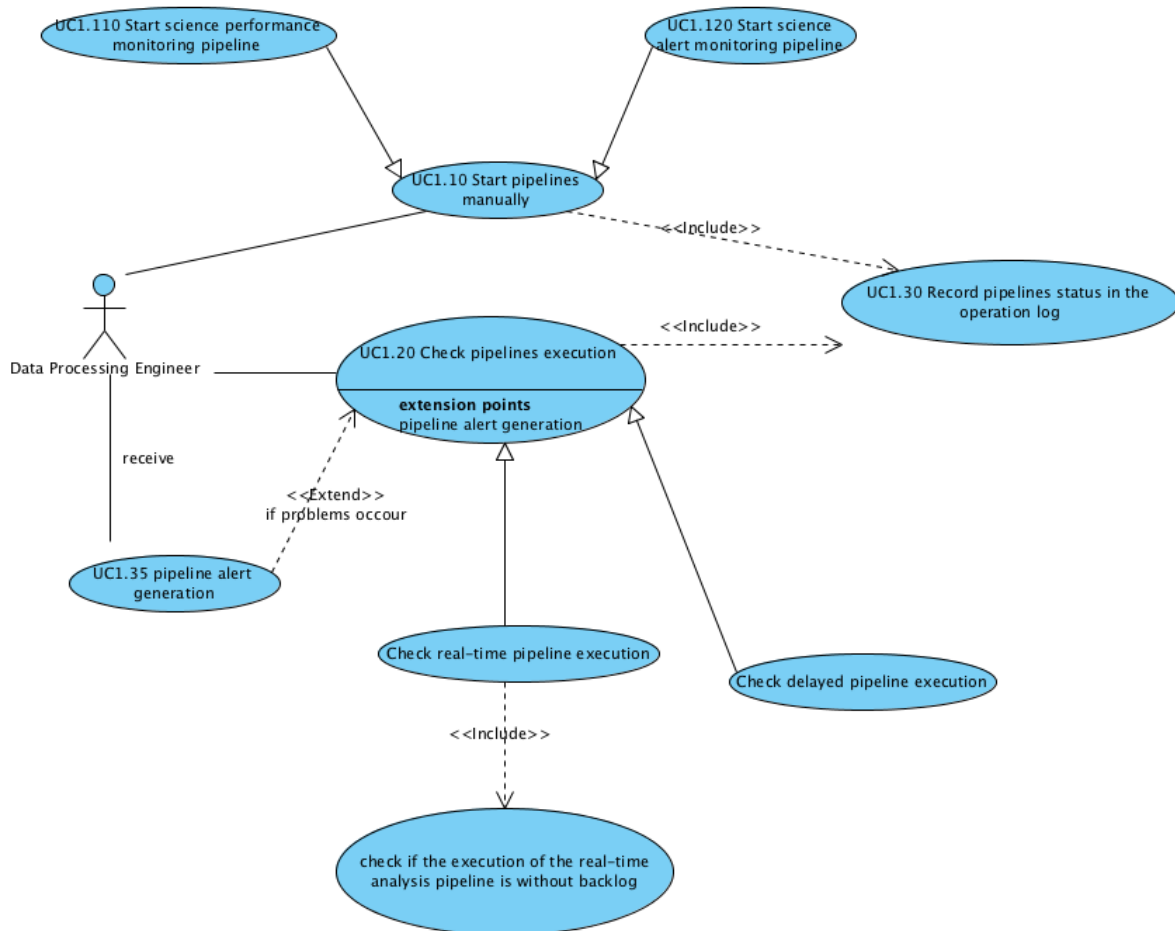 UC1.110 Start science performance
monitoring pipeline
UC1.120 Start science
alert monitoring pipeline
UC1.10 Start pipelines
manually
<<Include>>
UC1.30 Record pipelines status in the
operation log
<<Include>>
UC1.20 Check pipelines execution
Data Processing Engineer
extension points
pipeline alert generation
receive
<<Extend>>
if problems occour
UC1.35 pipeline alert
generation
Check real-time pipeline execution
Check delayed pipeline execution
<<Include>>
check if the execution of the real-time
analysis pipeline is without backlog